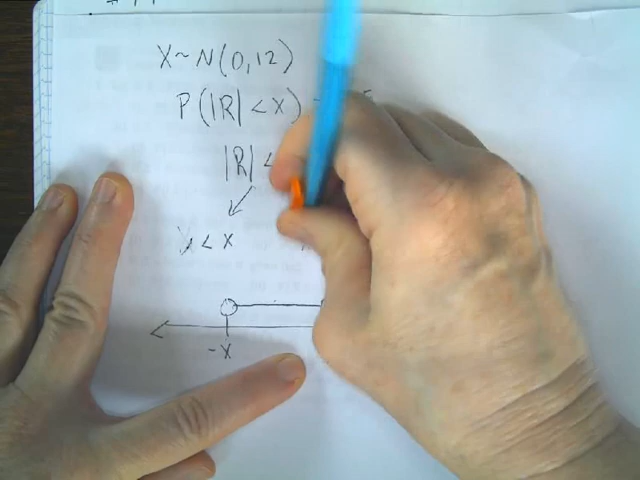 X~N(0,12)
P(|R|<x)
|R|<
<x
-x